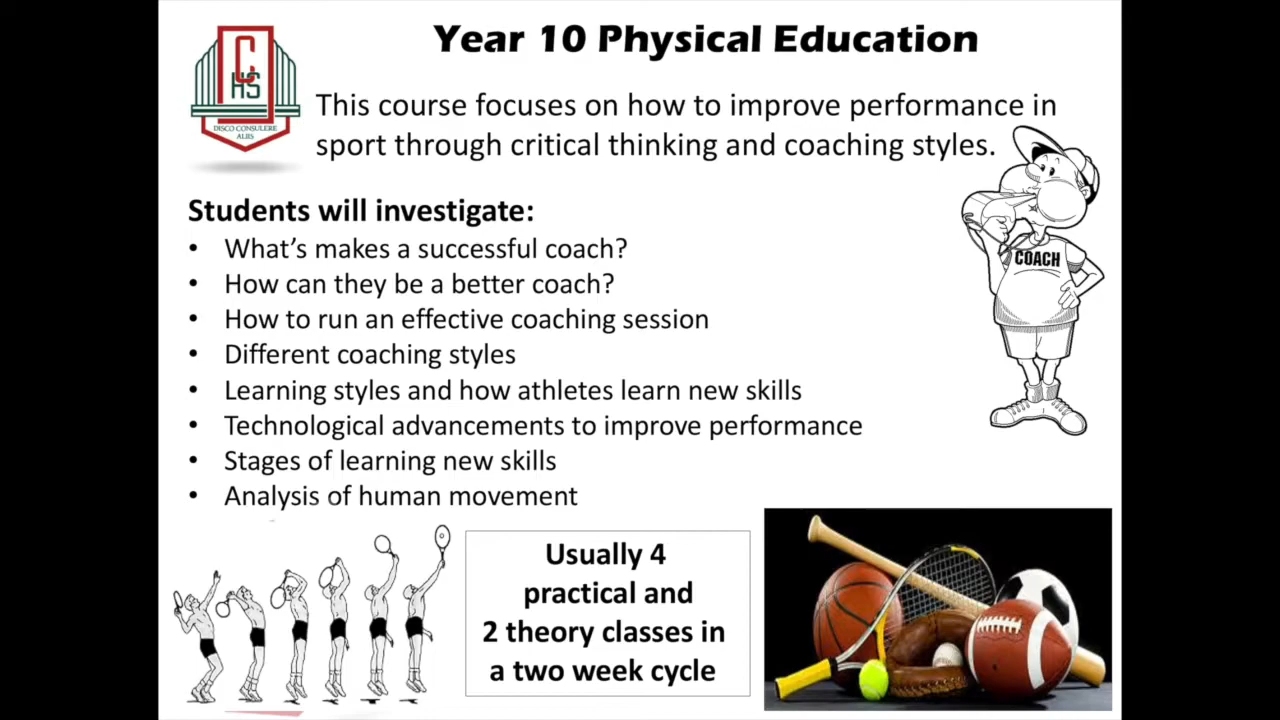 Year 10 Physical Education
C
HS
DISCO CONSULERE
ALIIS
This course focuses on how to improve performance in
sport through critical thinking and coaching styles.
COACH
Students will investigate:
• What’s makes a successful coach?
• How can they be a better coach?
• How to run an effective coaching session
• Different coaching styles
• Learning styles and how athletes learn new skills
• Technological advancements to improve performance
• Stages of learning new skills
• Analysis of human movement
Usually 4
practical and
2 theory classes in
a two week cycle